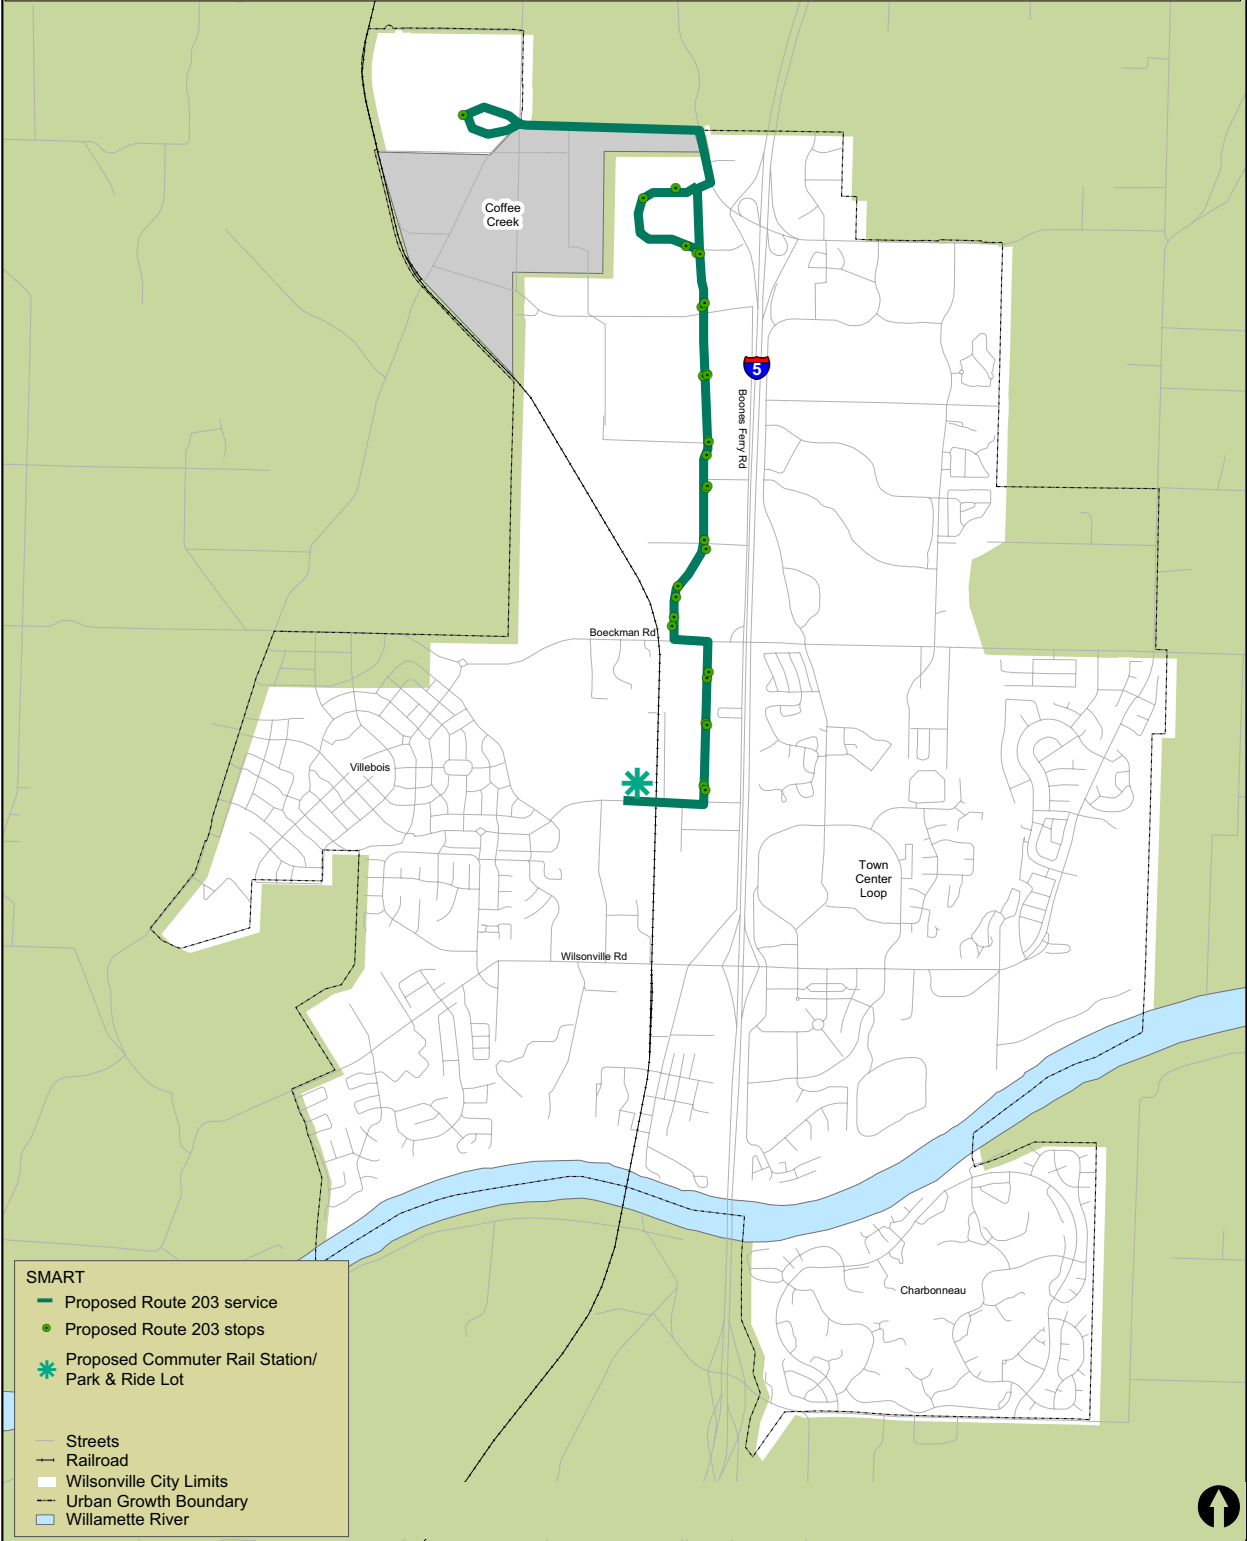 Coffee
Creek
5
Boones Ferry Rd
Boeckman Rd
Villebois
Town
Center
Loop
Wilsonville Rd
Charbonneau
SMART
Proposed Route 203 service
Proposed Route 203 stops
Proposed Commuter Rail Station/
Park & Ride Lot
Streets
Railroad
Wilsonville City Limits
Urban Growth Boundary
Willamette River